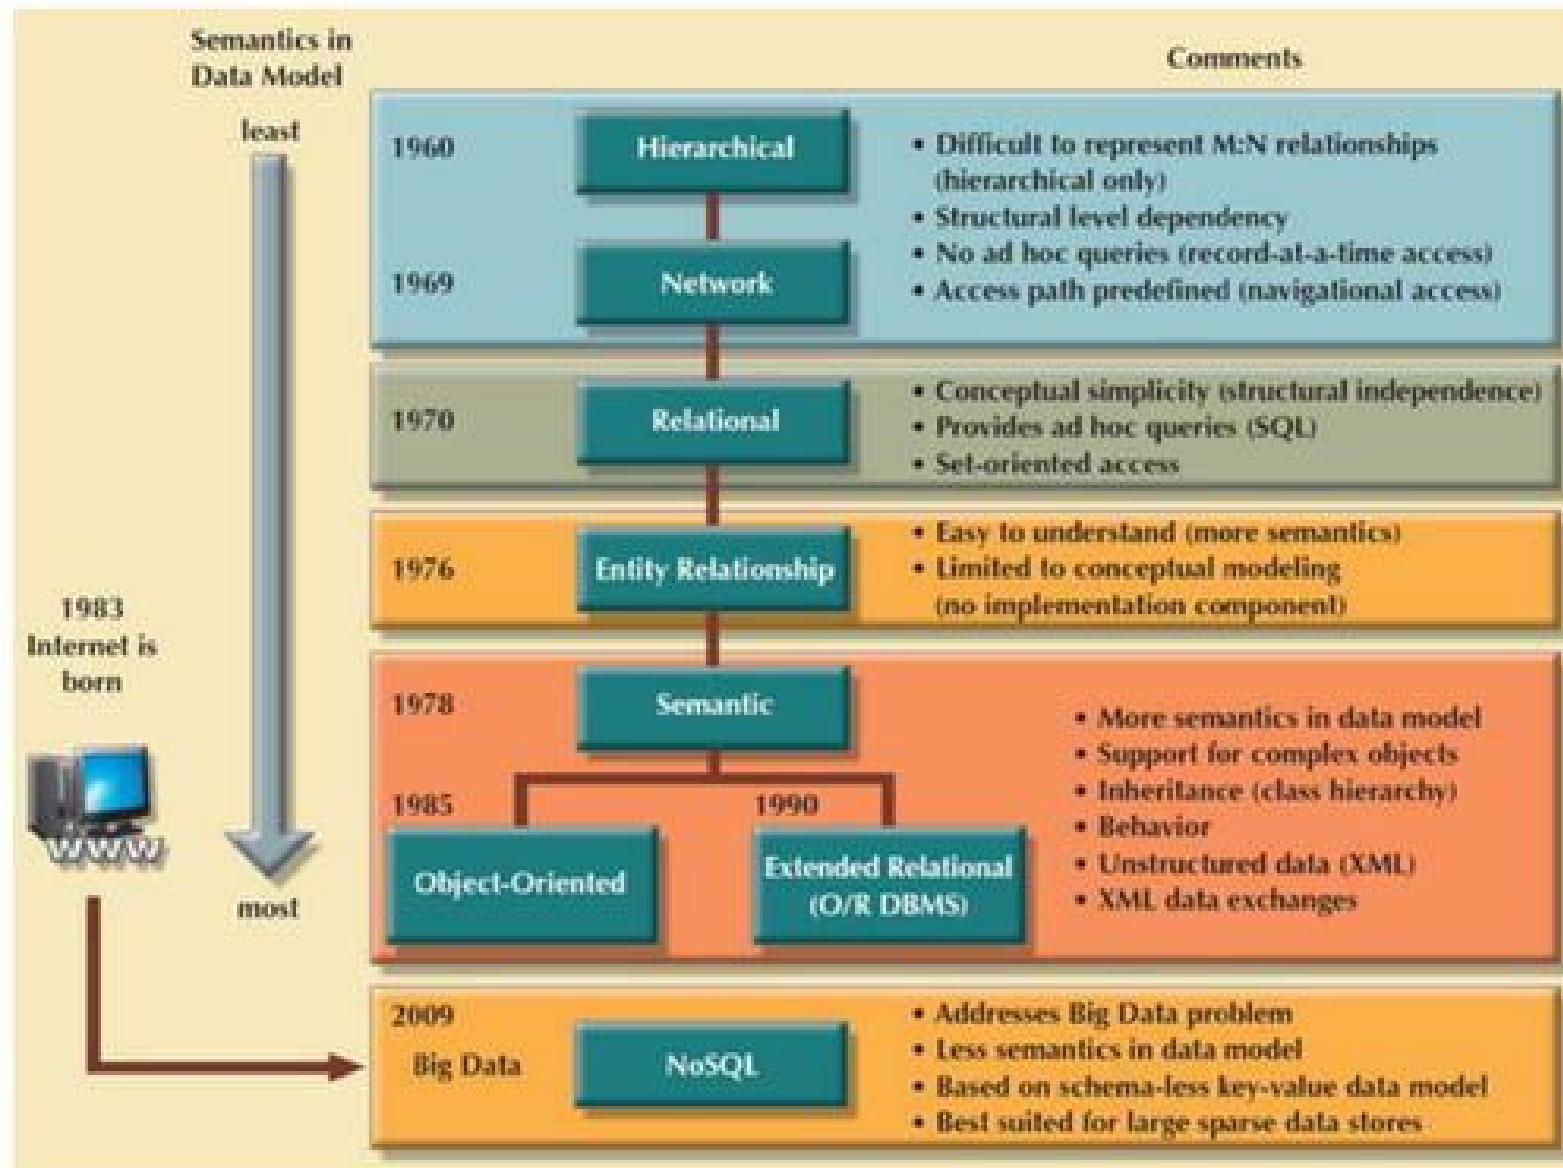 Semantics in
Data Model
Comments
least
1960
Hierarchical
• Difficult to represent M:N relationships
(hierarchical only)
• Structural level dependency
• No ad hoc queries (record-at-a-time access)
• Access path predefined (navigational access)
1969
Network
1970
Relational
• Conceptual simplicity (structural independence)
• Provides ad hoc queries (SQL)
• Set-oriented access
1976
Entity Relationship
• Easy to understand (more semantics)
• Limited to conceptual modeling
(no implementation component)
1983
Internet is
born
WWW
1978
Semantic
1985
Object-Oriented
1990
Extended Relational
(O/R DBMS)
• More semantics in data model
• Support for complex objects
• Inheritance (class hierarchy)
• Behavior
• Unstructured data (XML)
• XML data exchanges
most
2009
Big Data
NoSQL
• Addresses Big Data problem
• Less semantics in data model
• Based on schema-less key-value data model
• Best suited for large sparse data stores